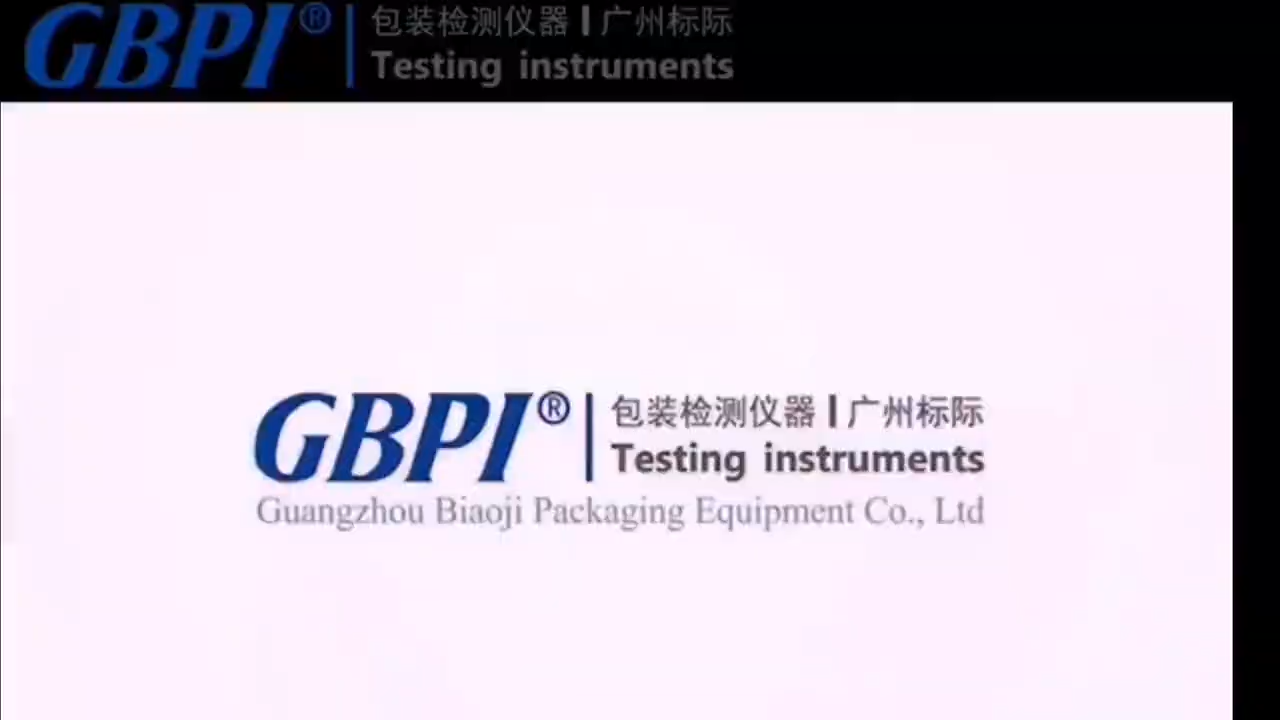 GBPI® | 包装检测仪器 | 广州标际
Testing instruments
GBPI® | 包装检测仪器 | 广州标际
Testing instruments
Guangzhou Biaoji Packaging Equipment Co., Ltd